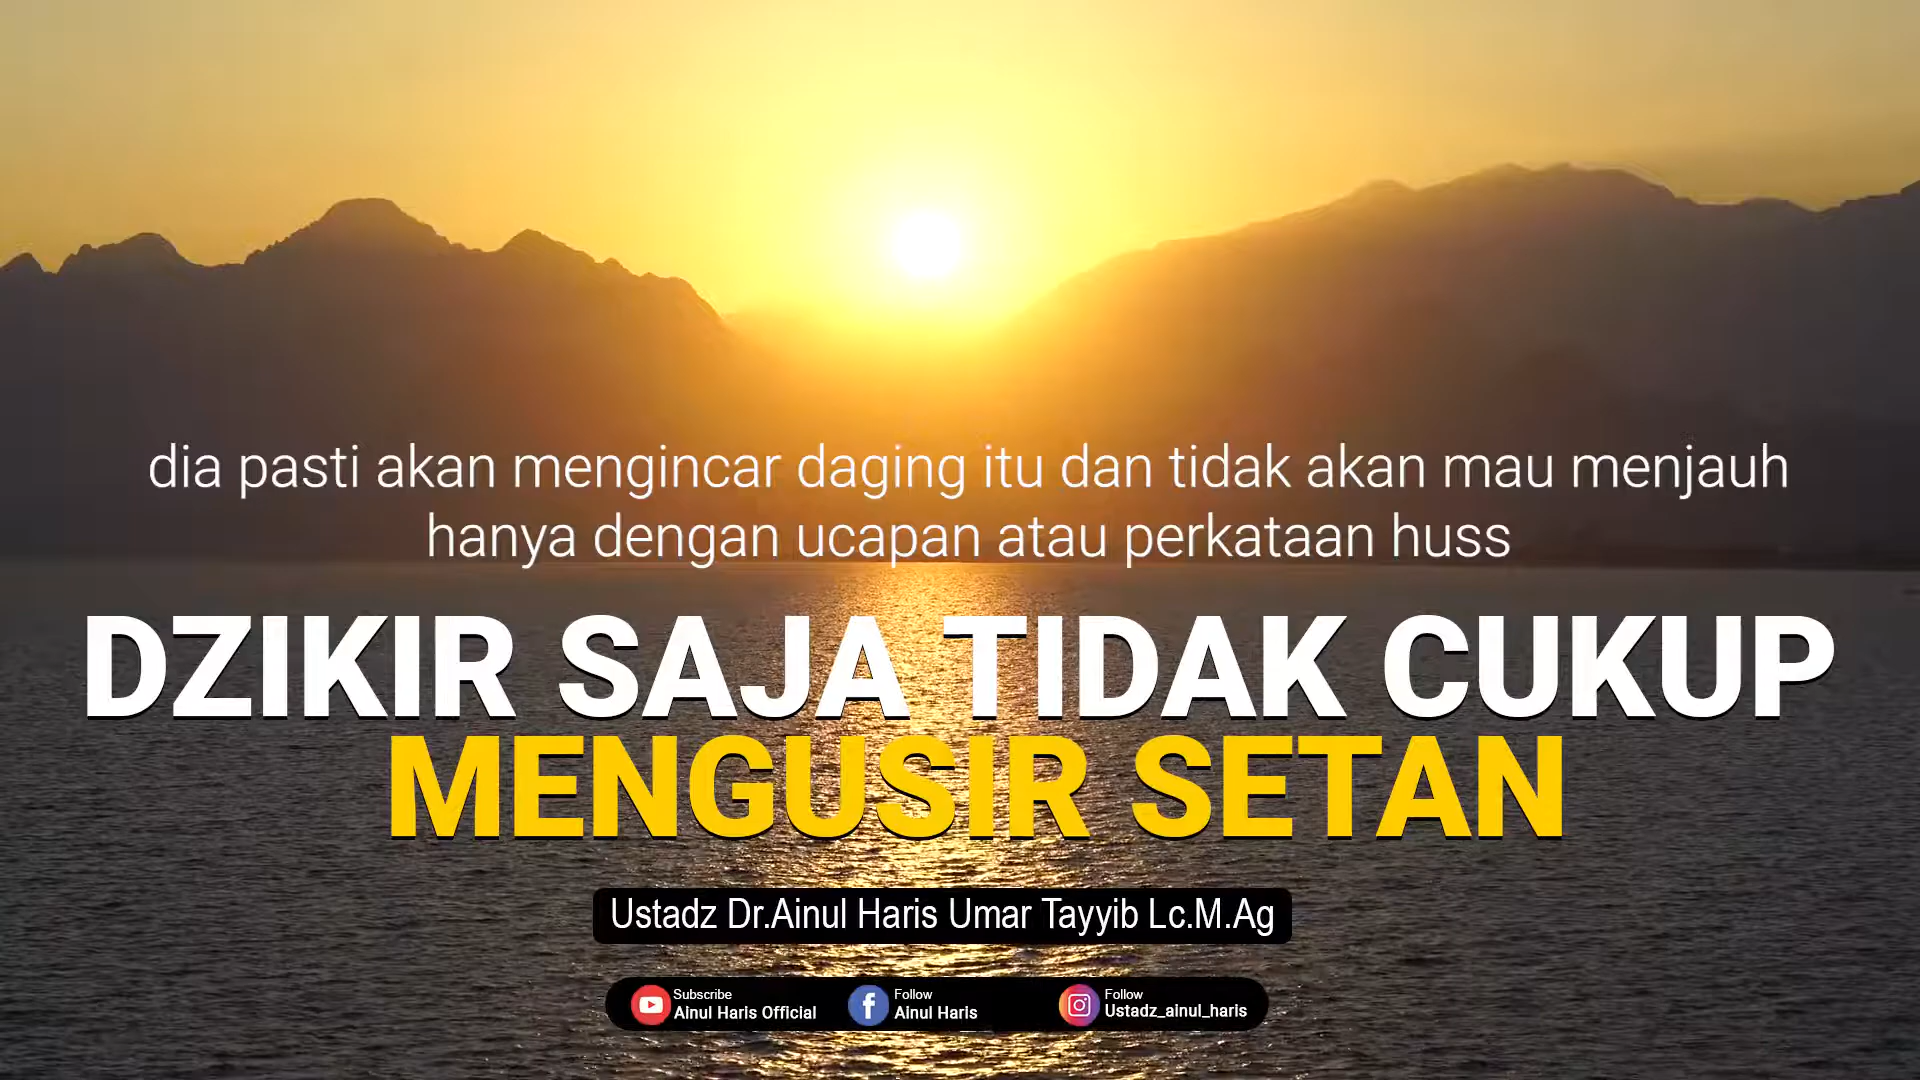 dia pasti akan mengincar daging itu dan tidak akan mau menjauh
hanya dengan ucapan atau perkataan huss
DZIKIR SAJA TIDAK CUKUP
MENGUSIR SETAN
Ustadz Dr.Ainul Haris Umar Tayyib Lc.M.Ag
Subscribe
Ainul Haris Official
Follow
Ainul Haris
Follow
Ustadz_ainul_haris